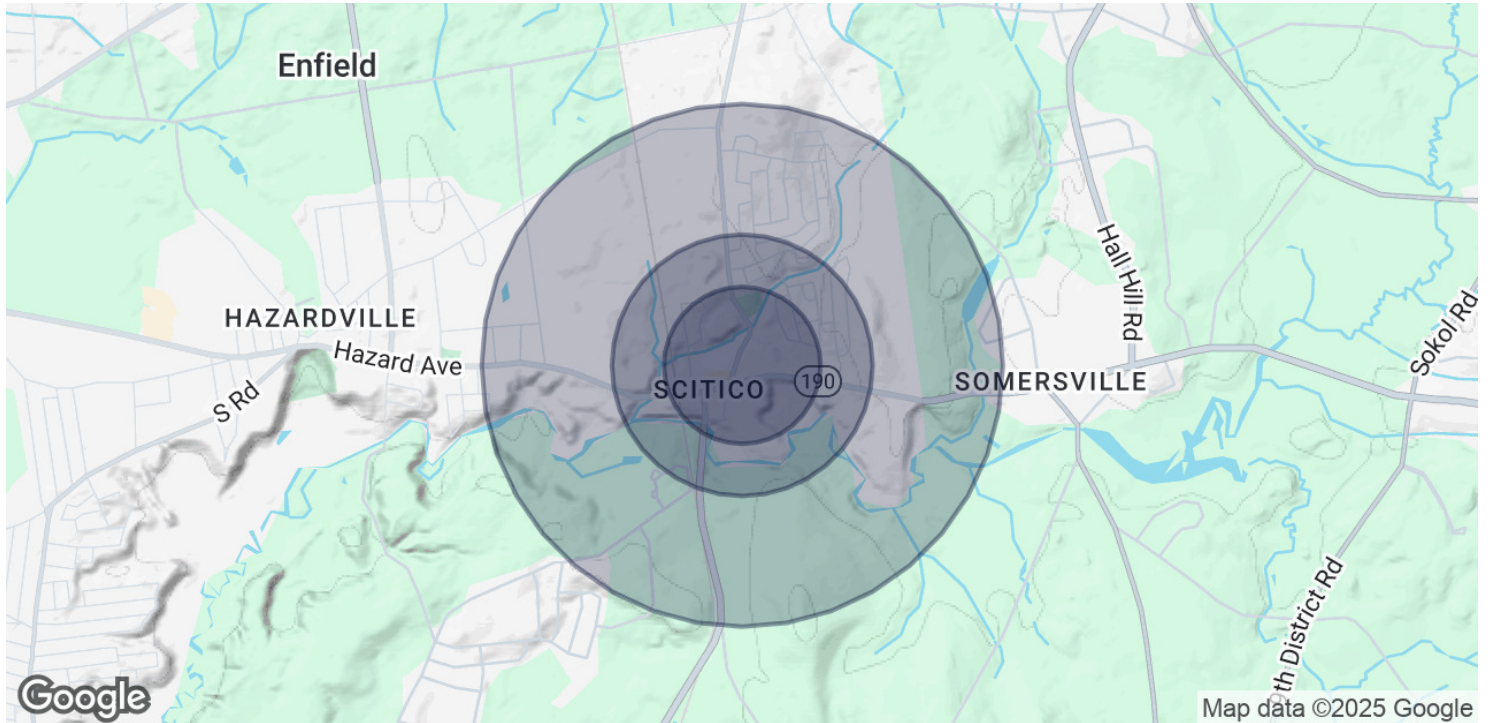 Enfield
HAZARDVILLE
Hazard Ave
S Rd
SCITICO
190
SOMERSVILLE
Hall Hill Rd
Sokol Rd
9th District Rd
Google
Map data ©2025 Google